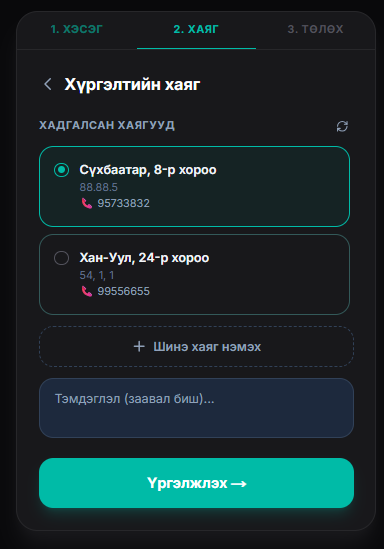 1. ХЭСЭГ 2. ХАЯГ 3. ТӨЛӨХ
Хүргэлтийн хаяг
ХАДГАЛСАН ХАЯГУУД
Сүхбаатар, 8-р хороо
88.88.5
95733832
Хан-Уул, 24-р хороо
54, 1, 1
99556655
+ Шинэ хаяг нэмэх
Тэмдэглэл (заавал биш)...
Үргэлжлэх →